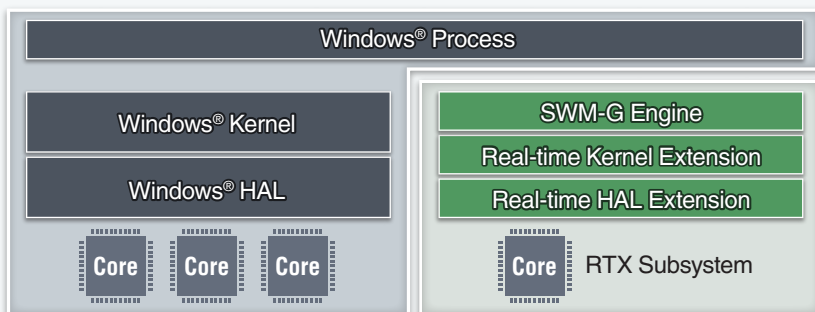 Windows® Process
Windows® Kernel
Windows® HAL
Core Core Core
SWM-G Engine
Real-time Kernel Extension
Real-time HAL Extension
Core RTX Subsystem